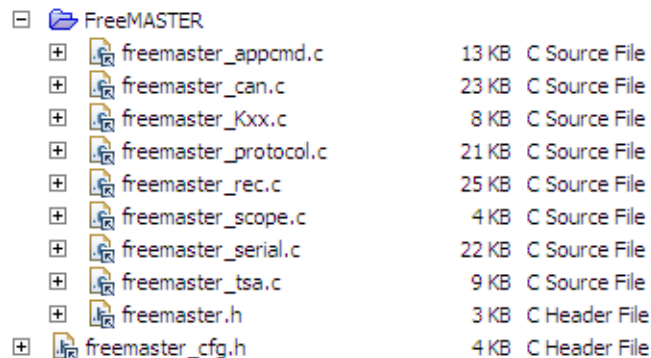 FreeMASTER
freemaster_appcmd.c 13 KB C Source File
freemaster_can.c 23 KB C Source File
freemaster_Kxx.c 8 KB C Source File
freemaster_protocol.c 21 KB C Source File
freemaster_rec.c 25 KB C Source File
freemaster_scope.c 4 KB C Source File
freemaster_serial.c 22 KB C Source File
freemaster_tsa.c 9 KB C Source File
freemaster.h 3 KB C Header File
freemaster_cfg.h 4 KB C Header File